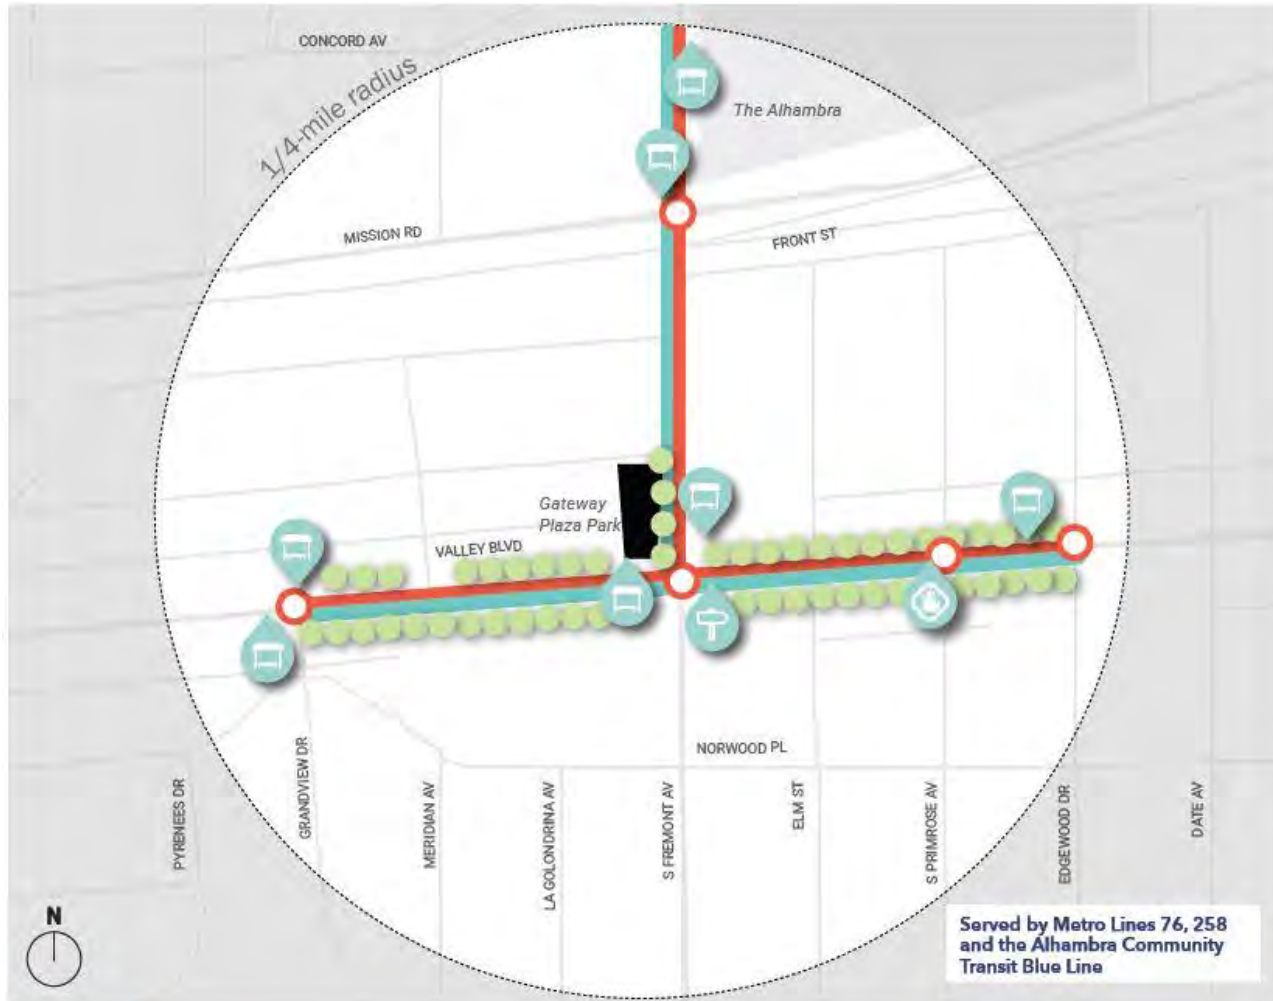 CONCORD AV
1/4-mile radius
The Alhambra
MISSION RD
FRONT ST
Gateway
Plaza Park
VALLEY BLVD
NORWOOD PL
PYRENEES DR
GRANDVIEW DR
MERIDIAN AV
LA GOLONDRINA AV
S FREMONT AV
ELM ST
S PRIMROSE AV
EDGEWOOD DR
DATE AV
N
Served by Metro Lines 76, 258
and the Alhambra Community
Transit Blue Line